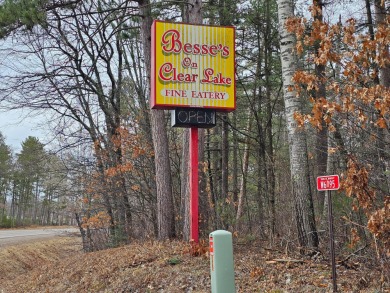 Besse's
On
Clear Lake
FINE EATERY
OPEN